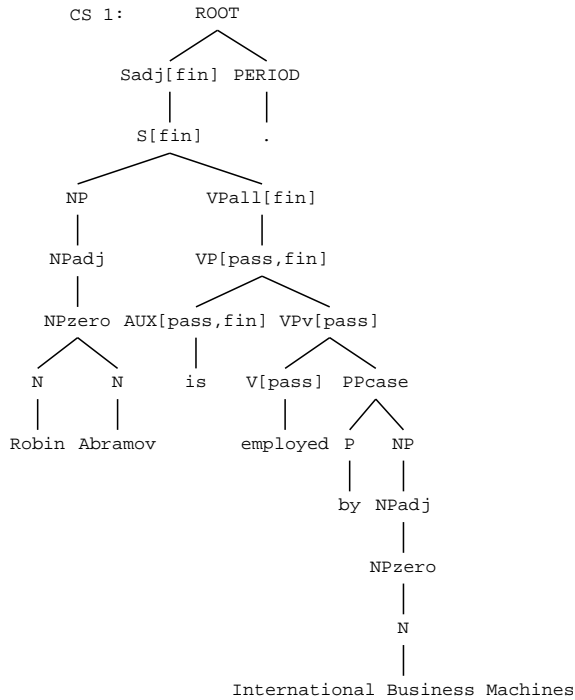 CS 1: ROOT
Sadj[fin] PERIOD
S[fin] .
NP VPall[fin]
NPadj VP[pass,fin]
NPzero AUX[pass,fin] VPv[pass]
N N is V[pass] PPcase
Robin Abramov employed P NP
by NPadj
NPzero
N
International Business Machines